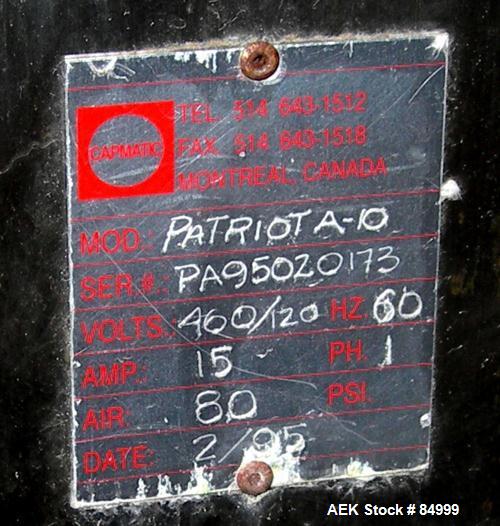 CAPMATIC
TEL. 514 643-1512
FAX. 514 643-1518
MONTREAL, CANADA
MOD.: PATRIOT A-10
SER.#.: PA95020173
VOLTS.: 460/120 HZ. 60
AMP.: 15 PH. 1
AIR: 80 PSI.
DATE: 2/95
AEK Stock # 84999